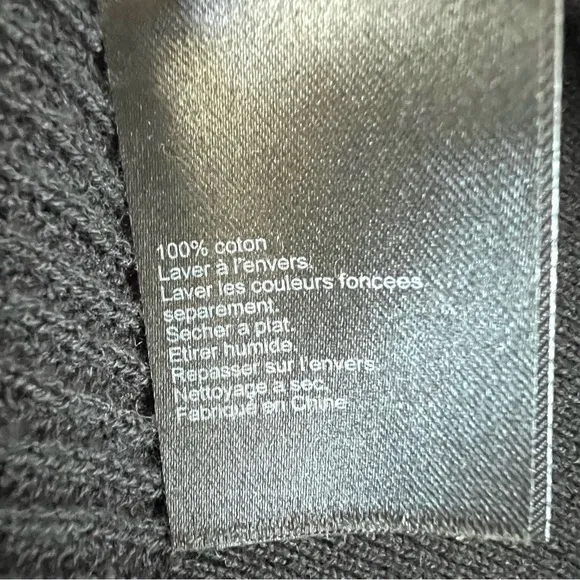 100% coton
Laver à l'envers.
Laver les couleurs foncees
separement.
Secher a plat.
Etirer humide.
Repasser sur l'envers.
Nettoyage a sec.
Fabrique en Chine.